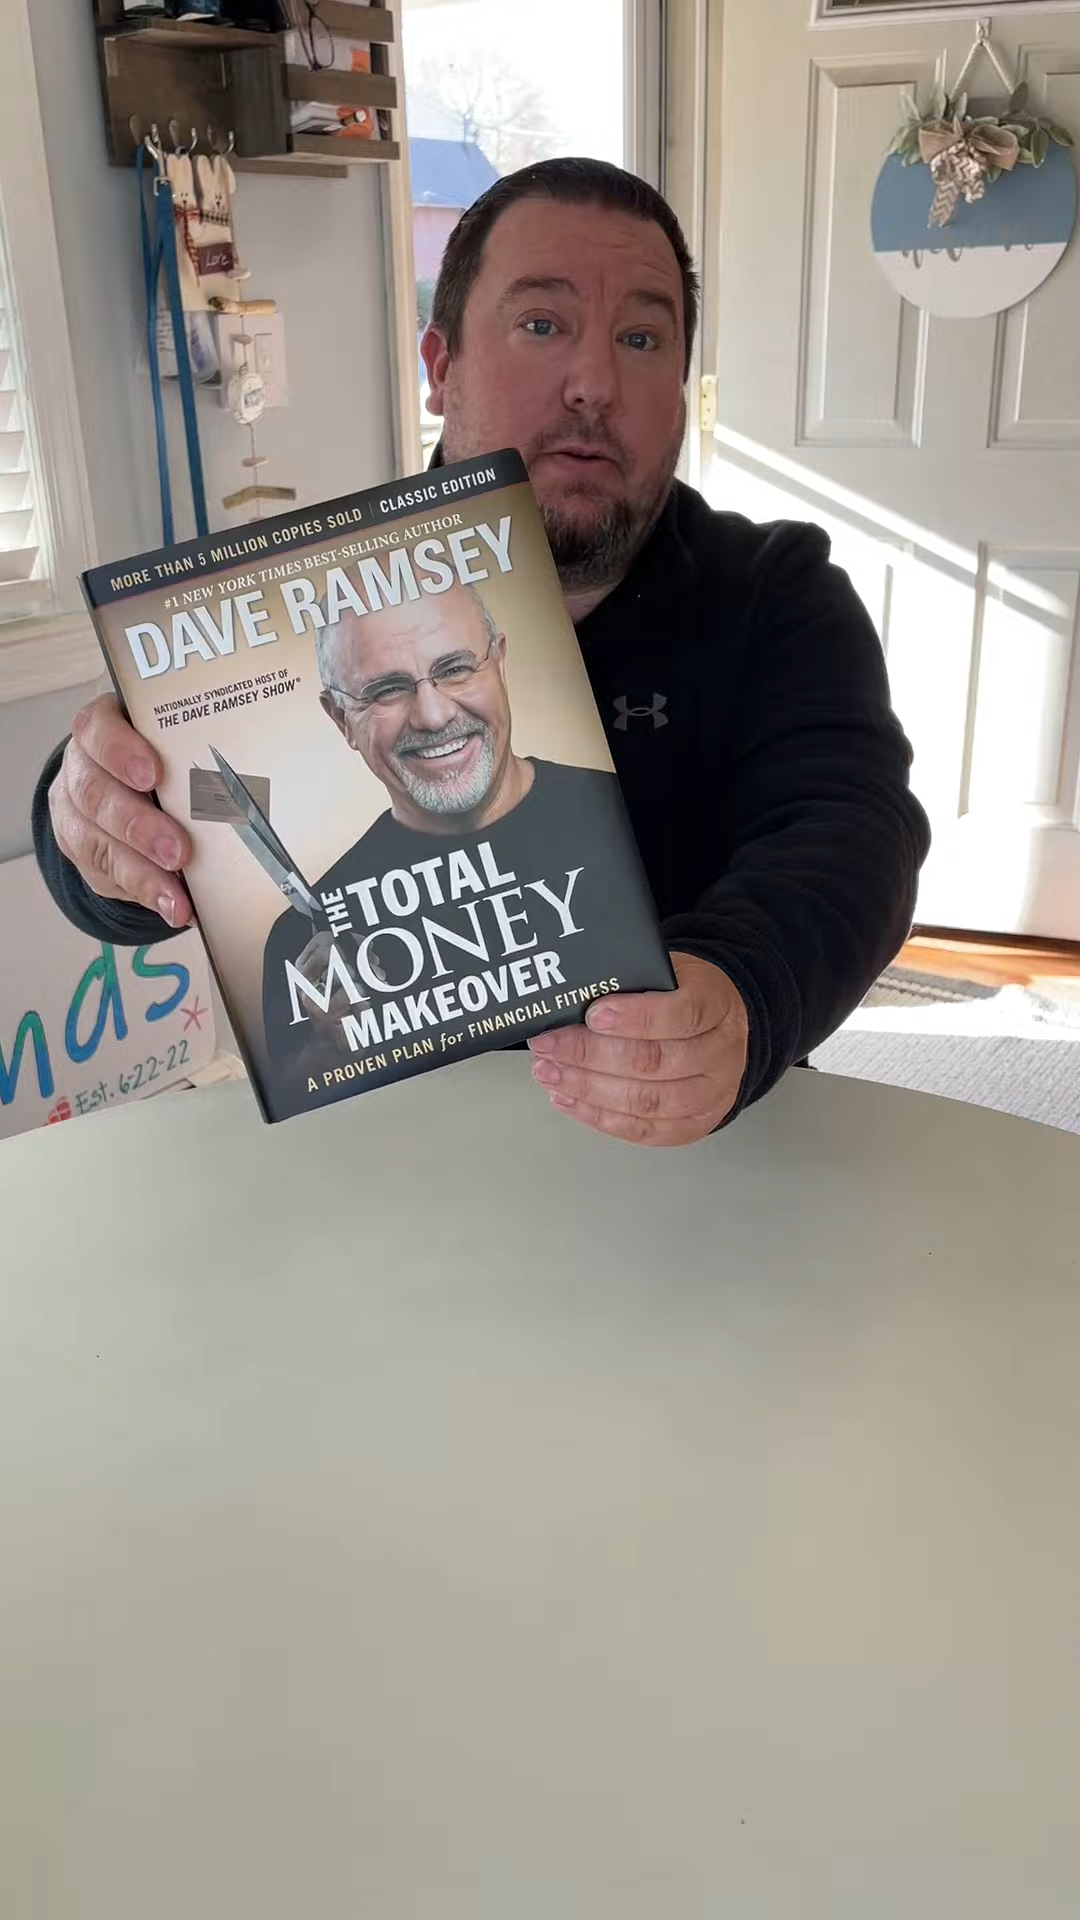 Love
MORE THAN 5 MILLION COPIES SOLD | CLASSIC EDITION
#1 NEW YORK TIMES BEST-SELLING AUTHOR
DAVE RAMSEY
NATIONALLY SYNDICATED HOST OF
THE DAVE RAMSEY SHOW®
THE TOTAL
MONEY
MAKEOVER
A PROVEN PLAN for FINANCIAL FITNESS
nds
Est. 6-22-22